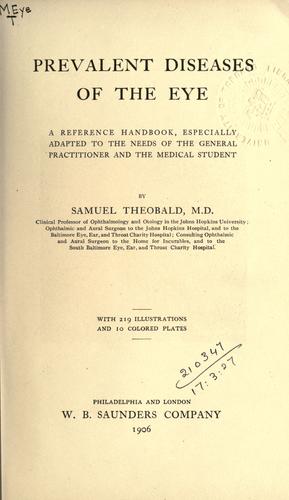 M.Eye
T
PREVALENT DISEASES
OF THE EYE
A REFERENCE HANDBOOK, ESPECIALLY
ADAPTED TO THE NEEDS OF THE GENERAL
PRACTITIONER AND THE MEDICAL STUDENT
BY
SAMUEL THEOBALD, M.D.
Clinical Professor of Ophthalmology and Otology in the Johns Hopkins University;
Ophthalmic and Aural Surgeon to the Johns Hopkins Hospital, and to the
Baltimore Eye, Ear, and Throat Charity Hospital; Consulting Ophthalmic
and Aural Surgeon to the Home for Incurables, and to the
South Baltimore Eye, Ear, and Throat Charity Hospital.
WITH 219 ILLUSTRATIONS
AND 10 COLORED PLATES
210347
17:3:27
PHILADELPHIA AND LONDON
W. B. SAUNDERS COMPANY
1906